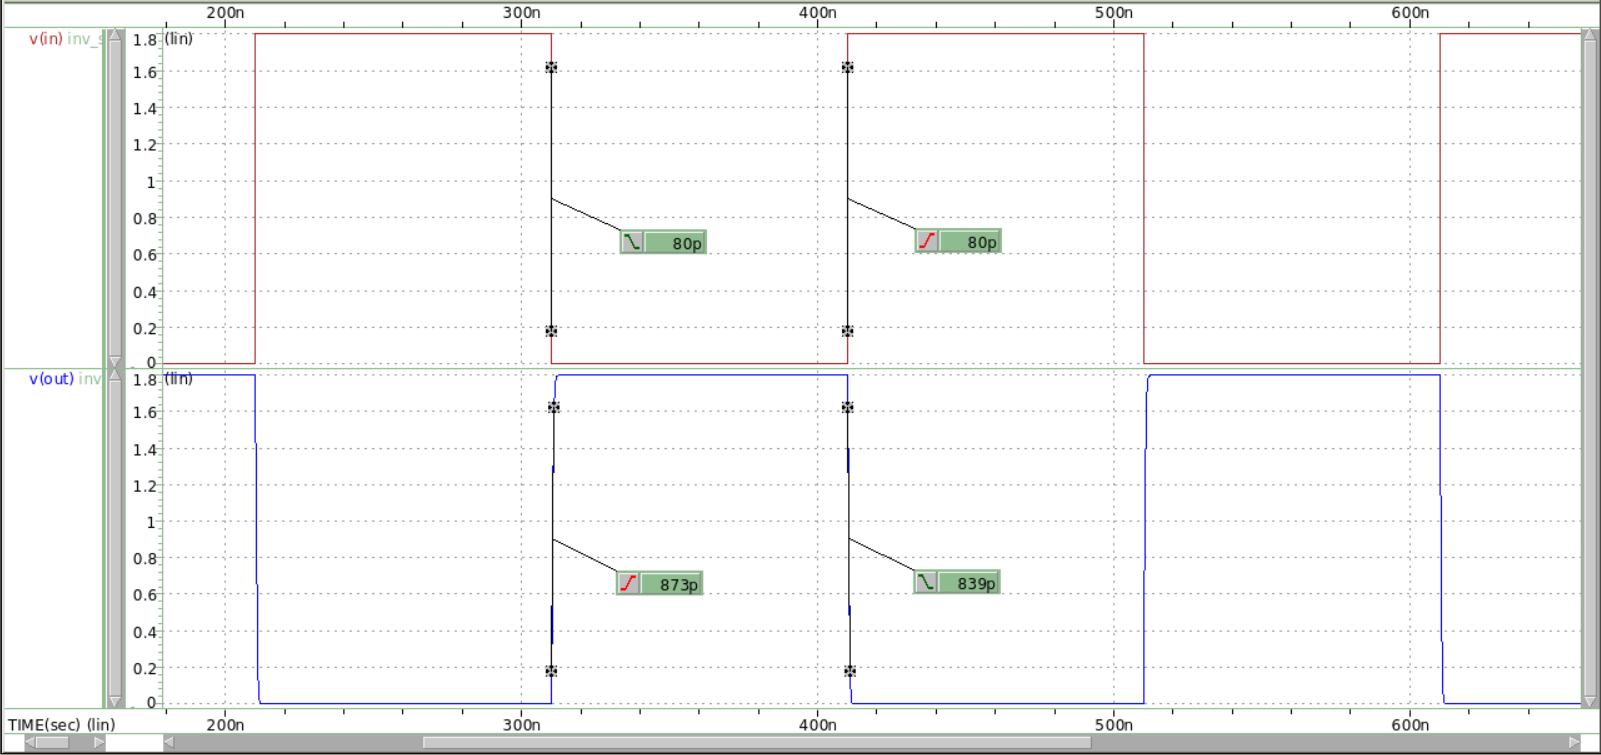 200n 300n 400n 500n 600n
v(in) inv_s
1.8 (lin)
1.6
1.4
1.2
1
0.8
80p 80p
0.6
0.4
0.2
0
v(out) inv
1.8 (lin)
1.6
1.4
1.2
1
0.8
873p 839p
0.6
0.4
0.2
0
TIME(sec) (lin) 200n 300n 400n 500n 600n